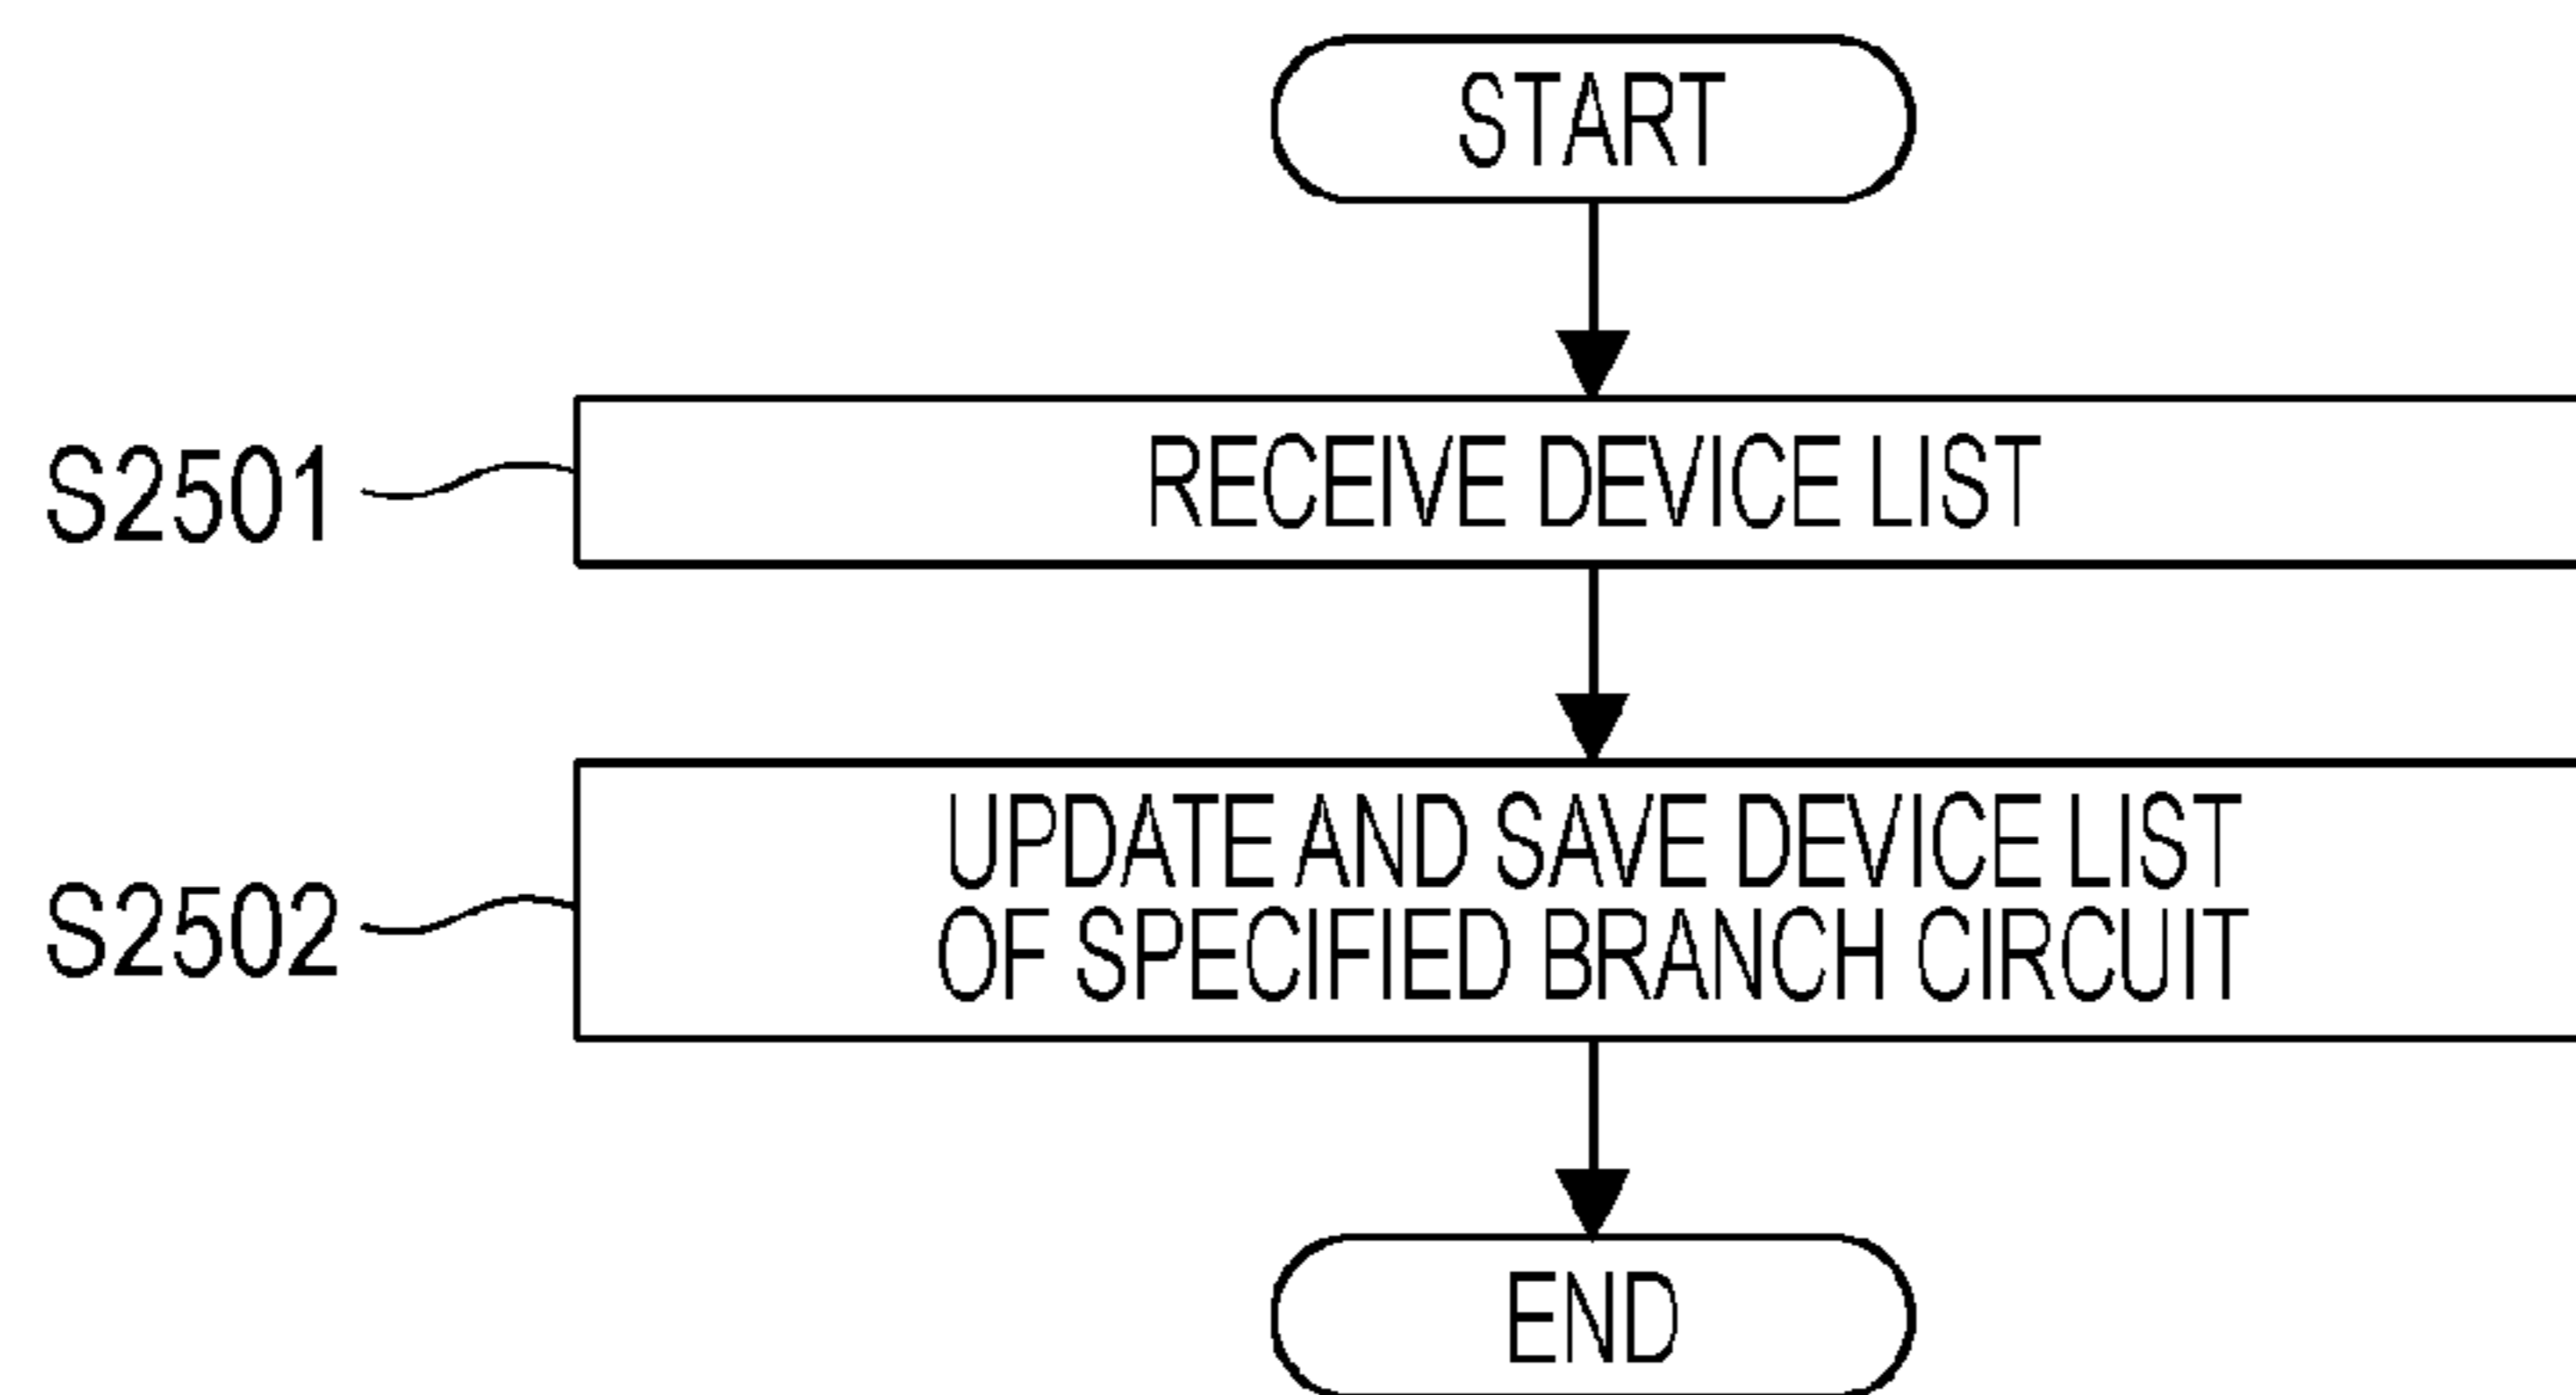 START
S2501
RECEIVE DEVICE LIST
S2502
UPDATE AND SAVE DEVICE LIST
OF SPECIFIED BRANCH CIRCUIT
END